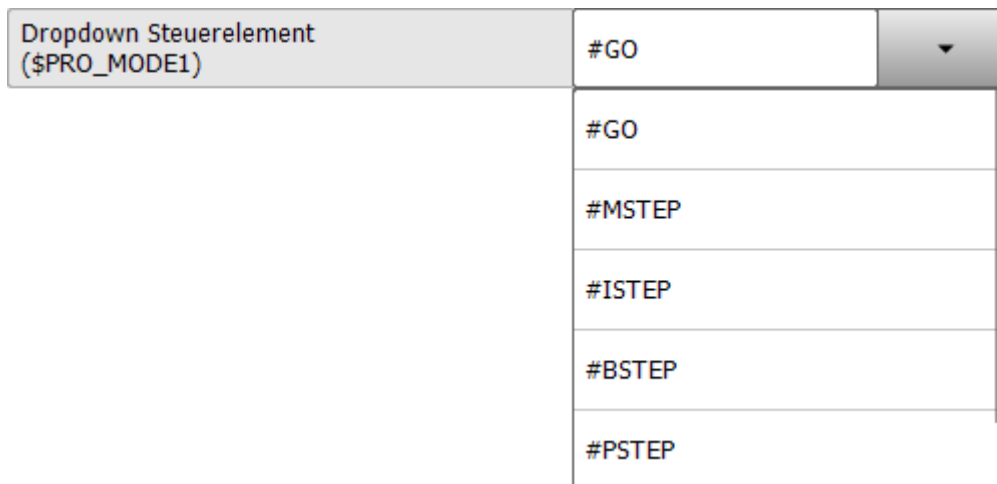 Dropdown Steuerelement
($PRO_MODE1)
#GO
#GO
#MSTEP
#ISTEP
#BSTEP
#PSTEP